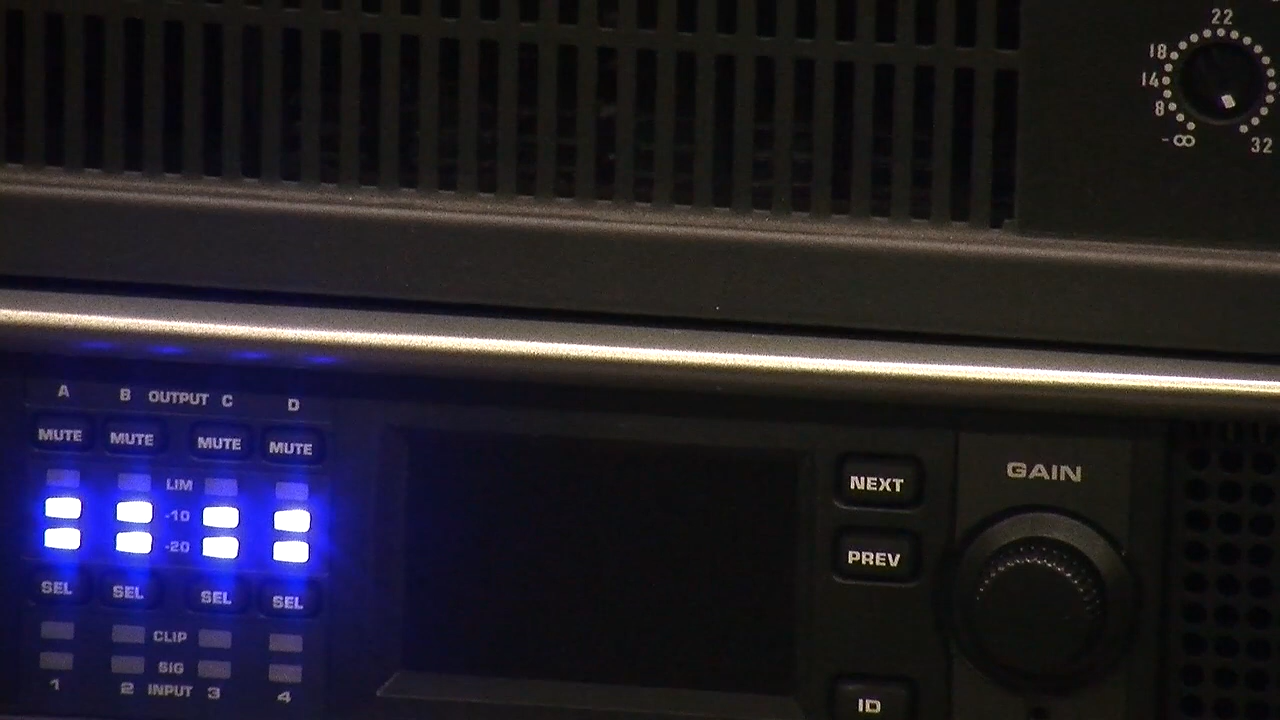 22
18
14
8
-∞ 32
A B OUTPUT C D
MUTE MUTE MUTE MUTE
LIM
-10
-20
SEL SEL SEL SEL
CLIP
SIG
1 2 INPUT 3 4
NEXT
PREV
ID
GAIN